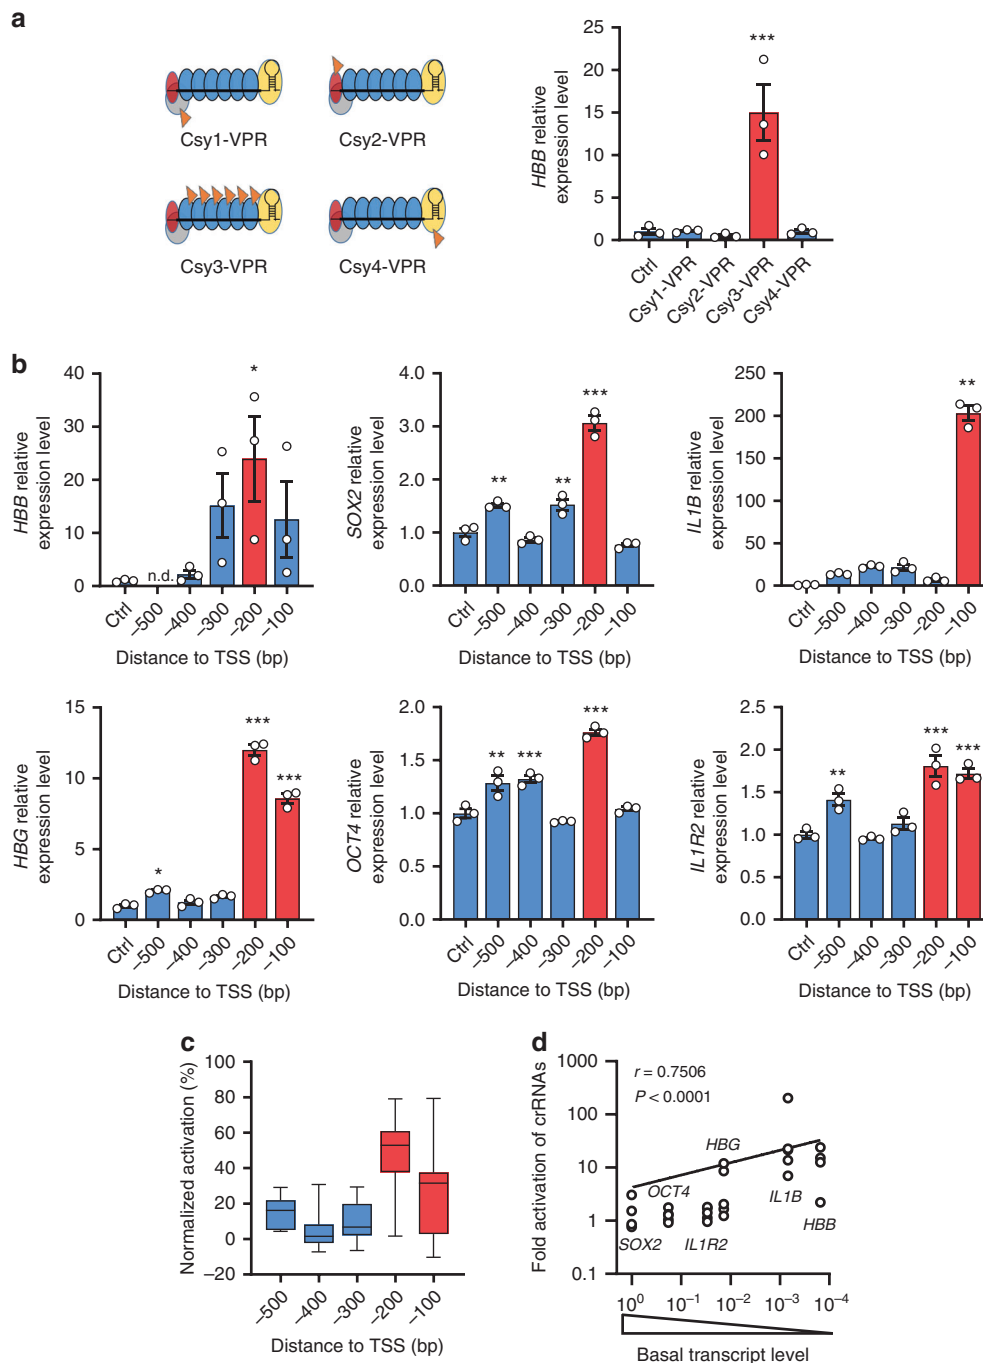 a
Csy1-VPR
Csy2-VPR
Csy3-VPR
Csy4-VPR
HBB relative
expression level
25
20
15
10
5
0
***
Ctrl
Csy1-VPR
Csy2-VPR
Csy3-VPR
Csy4-VPR
b
HBB relative
expression level
40
30
20
10
0
n.d.
*
Ctrl
−500
−400
−300
−200
−100
Distance to TSS (bp)
SOX2 relative
expression level
4.0
3.0
2.0
1.0
0.0
**
**
***
Ctrl
−500
−400
−300
−200
−100
Distance to TSS (bp)
IL1B relative
expression level
250
200
150
100
50
0
**
Ctrl
−500
−400
−300
−200
−100
Distance to TSS (bp)
HBG relative
expression level
15
10
5
0
*
***
***
Ctrl
−500
−400
−300
−200
−100
Distance to TSS (bp)
OCT4 relative
expression level
2.0
1.5
1.0
0.5
0.0
**
***
***
Ctrl
−500
−400
−300
−200
−100
Distance to TSS (bp)
IL1R2 relative
expression level
2.5
2.0
1.5
1.0
0.5
0.0
**
***
***
Ctrl
−500
−400
−300
−200
−100
Distance to TSS (bp)
c
Normalized activation (%)
100
80
60
40
20
0
−20
−500
−400
−300
−200
−100
Distance to TSS (bp)
d
Fold activation of crRNAs
1000
100
10
1
0.1
r = 0.7506
P < 0.0001
HBG
OCT4
SOX2
IL1R2
IL1B
HBB
10⁰
10⁻¹
10⁻²
10⁻³
10⁻⁴
Basal transcript level